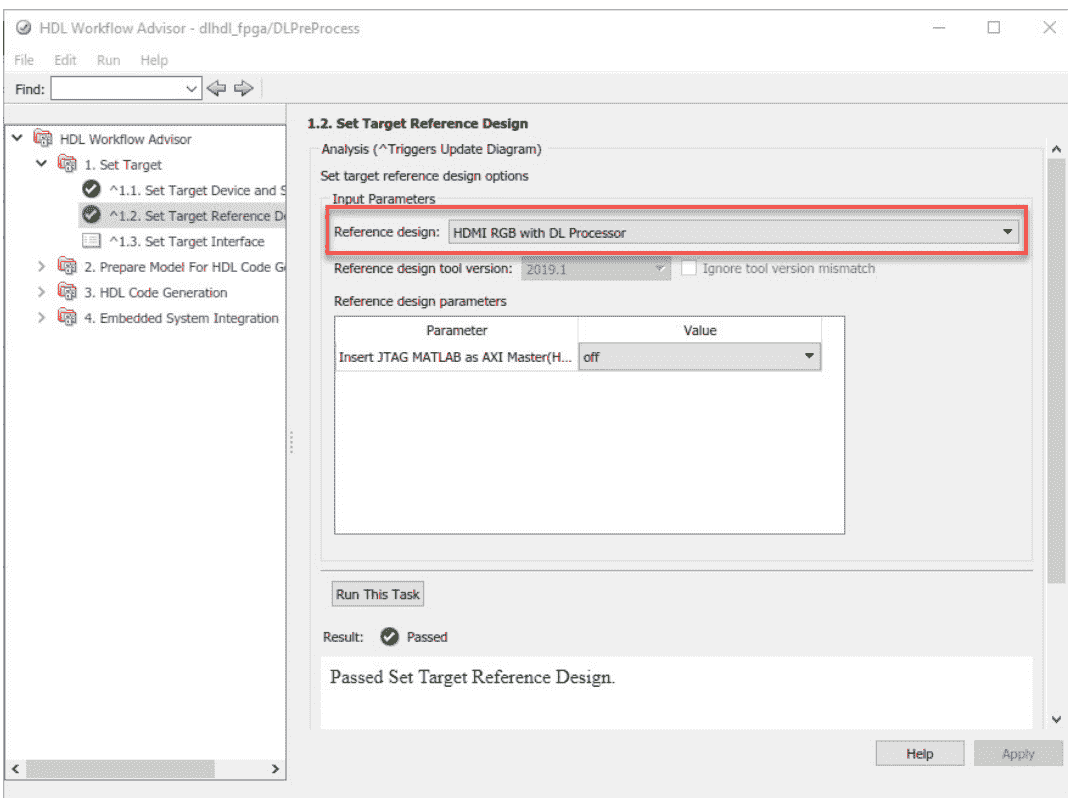 HDL Workflow Advisor - dlhdl_fpga/DLPreProcess
File Edit Run Help
Find:
HDL Workflow Advisor
1. Set Target
^1.1. Set Target Device and S
^1.2. Set Target Reference De
^1.3. Set Target Interface
2. Prepare Model For HDL Code G
3. HDL Code Generation
4. Embedded System Integration
1.2. Set Target Reference Design
Analysis (^Triggers Update Diagram)
Set target reference design options
Input Parameters
Reference design: HDMI RGB with DL Processor
Reference design tool version: 2019.1 Ignore tool version mismatch
Reference design parameters
Parameter Value
Insert JTAG MATLAB as AXI Master(H... off
Run This Task
Result: Passed
Passed Set Target Reference Design.
Help Apply